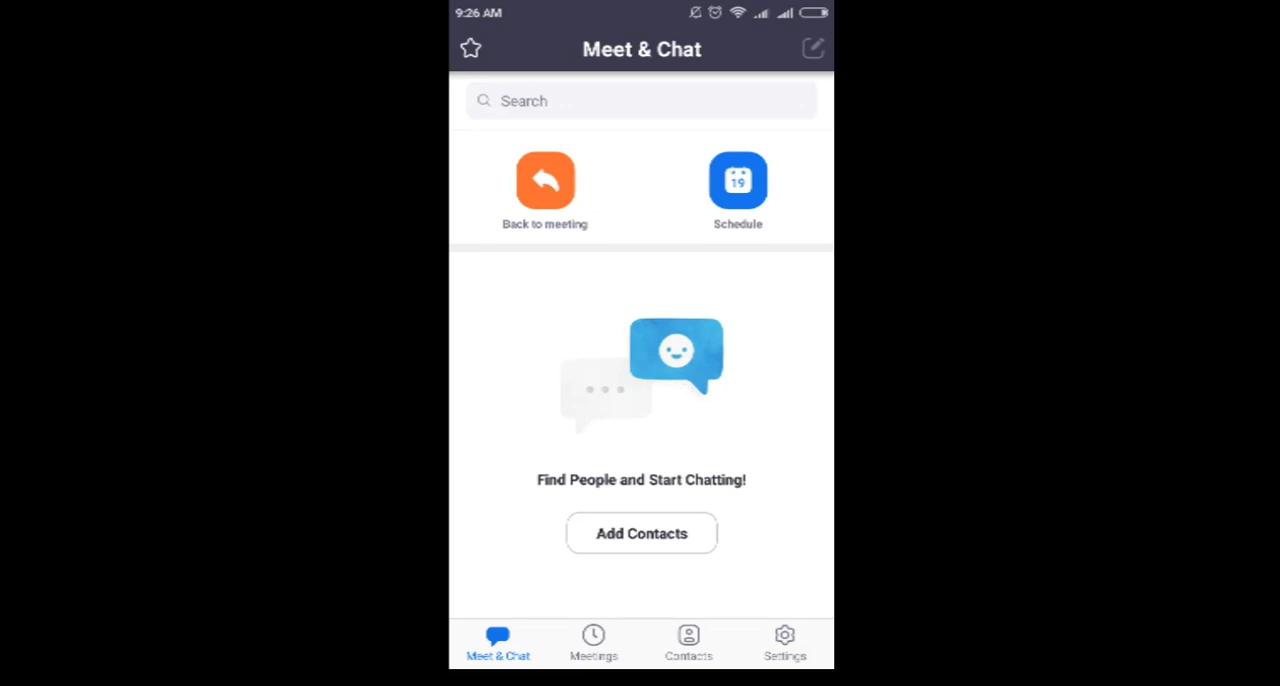 9:26 AM
Meet & Chat
Search
19
Back to meeting
Schedule
Find People and Start Chatting!
Add Contacts
Meet & Chat
Meetings
Contacts
Settings